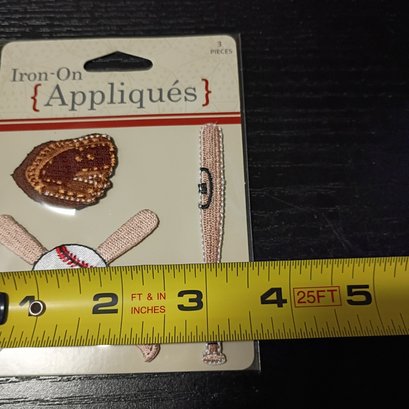 3
PIECES
Iron-On
{Appliqués}
1 2 FT & IN
INCHES 3 4 25FT 5